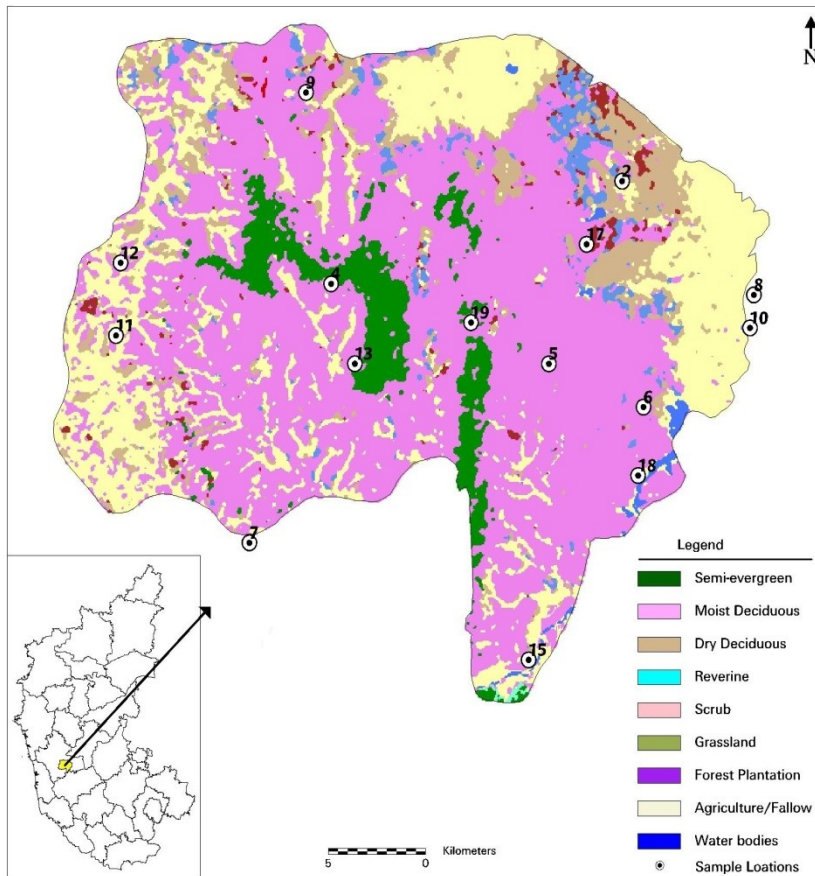 N
9
2
17
12
4
8
19
10
11
13
5
6
18
7
15
Legend
Semi-evergreen
Moist Deciduous
Dry Deciduous
Reverine
Scrub
Grassland
Forest Plantation
Agriculture/Fallow
Water bodies
Sample Loations
Kilometers
5 0